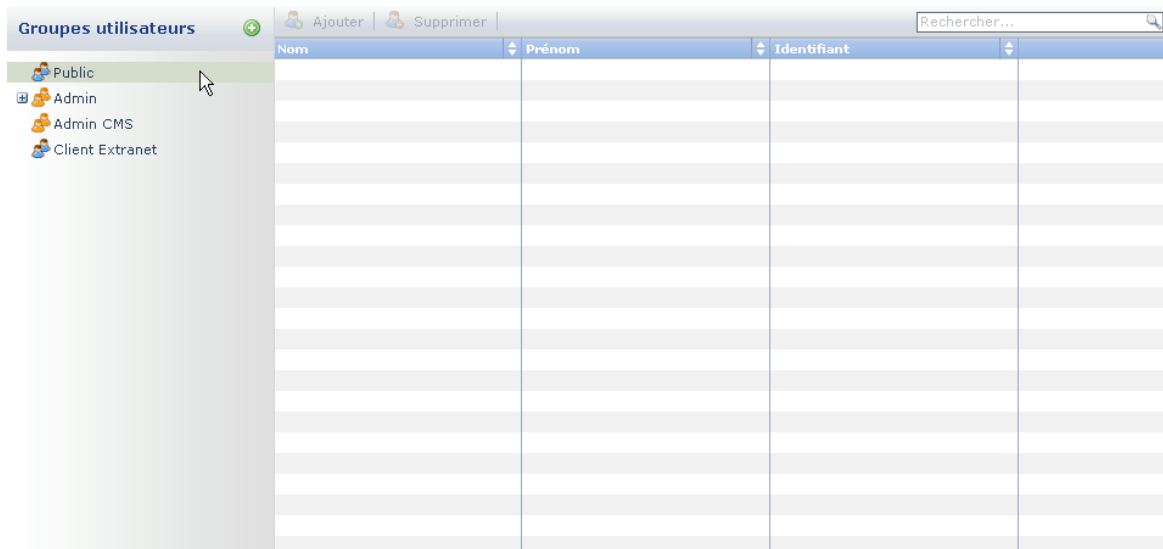 Groupes utilisateurs
Ajouter Supprimer Rechercher...
Nom Prénom Identifiant
Public
Admin
Admin CMS
Client Extranet